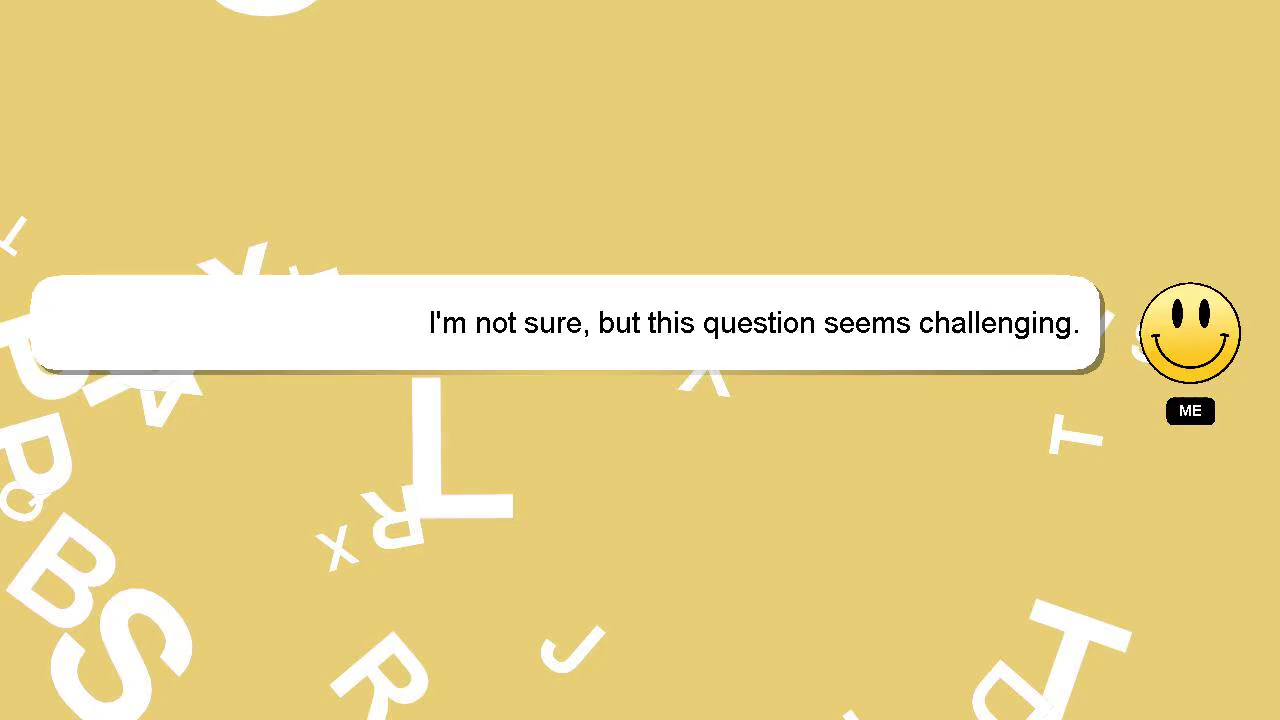 I'm not sure, but this question seems challenging.
ME
T
X
P
A
X
S
L
T
R
Q
R
X
B
S
R
J
T
D